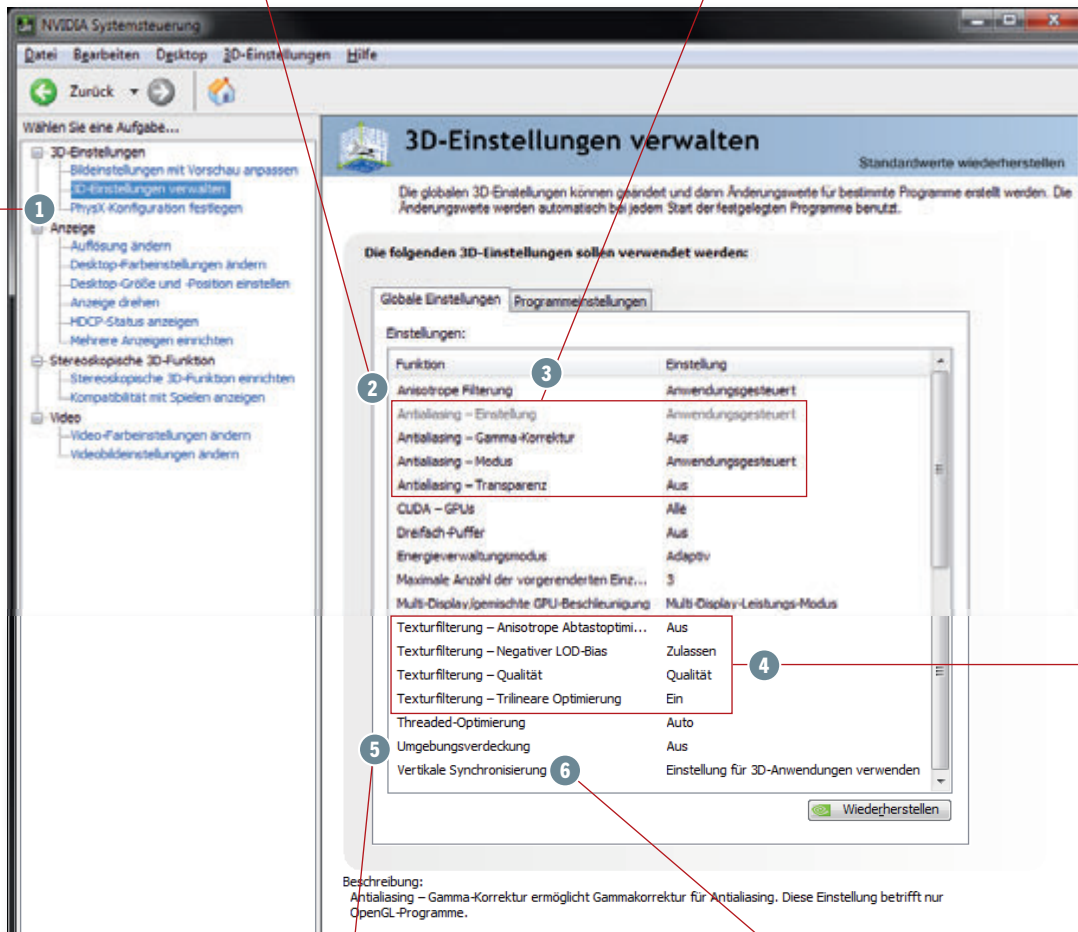 NVIDIA Systemsteuerung
Datei Bearbeiten Desktop 3D-Einstellungen Hilfe
Zurück
Wählen Sie eine Aufgabe...
3D-Einstellungen
Bildeinstellungen mit Vorschau anpassen
3D-Einstellungen verwalten
PhysX-Konfiguration festlegen
1
Anzeige
Auflösung ändern
Desktop-Farbeinstellungen ändern
Desktop-Größe und -Position einstellen
Anzeige drehen
HDCP-Status anzeigen
Mehrere Anzeigen einrichten
Stereoskopische 3D-Funktion
Stereoskopische 3D-Funktion einrichten
Kompatibilität mit Spielen anzeigen
Video
Video-Farbeinstellungen ändern
Videobildeinstellungen ändern
3D-Einstellungen verwalten
Standardwerte wiederherstellen
Die globalen 3D-Einstellungen können geändert und dann Änderungswerte für bestimmte Programme erstellt werden. Die
Änderungswerte werden automatisch bei jedem Start der festgelegten Programme benutzt.
Die folgenden 3D-Einstellungen sollen verwendet werden:
Globale Einstellungen Programmeinstellungen
Einstellungen:
Funktion Einstellung
3
2
Anisotrope Filterung Anwendungsgesteuert
Antialiasing – Einstellung Anwendungsgesteuert
Antialiasing – Gamma-Korrektur Aus
Antialiasing – Modus Anwendungsgesteuert
Antialiasing – Transparenz Aus
CUDA – GPUs Alle
Dreifach-Puffer Aus
Energieverwaltungsmodus Adaptiv
Maximale Anzahl der vorgerenderten Einz... 3
Multi-Display/gemischte GPU-Beschleunigung Multi-Display-Leistungs-Modus
Texturfilterung – Anisotrope Abtastoptimi... Aus
Texturfilterung – Negativer LOD-Bias Zulassen
4
Texturfilterung – Qualität Qualität
Texturfilterung – Trilineare Optimierung Ein
Threaded-Optimierung Auto
5
Umgebungsverdeckung Aus
Vertikale Synchronisierung 6 Einstellung für 3D-Anwendungen verwenden
Wiederherstellen
Beschreibung:
Antialiasing – Gamma-Korrektur ermöglicht Gammakorrektur für Antialiasing. Diese Einstellung betrifft nur
OpenGL-Programme.